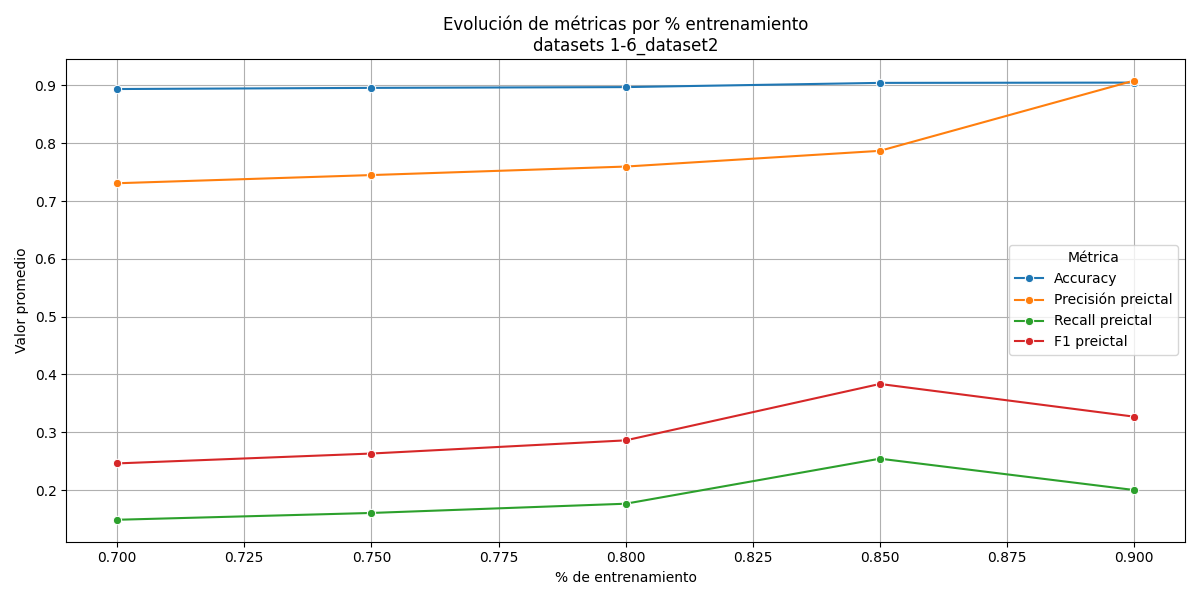 Evolución de métricas por % entrenamiento
datasets 1-6_dataset2
Valor promedio
0.9
0.8
0.7
0.6
0.5
0.4
0.3
0.2
Métrica
Accuracy
Precisión preictal
Recall preictal
F1 preictal
0.700 0.725 0.750 0.775 0.800 0.825 0.850 0.875 0.900
% de entrenamiento